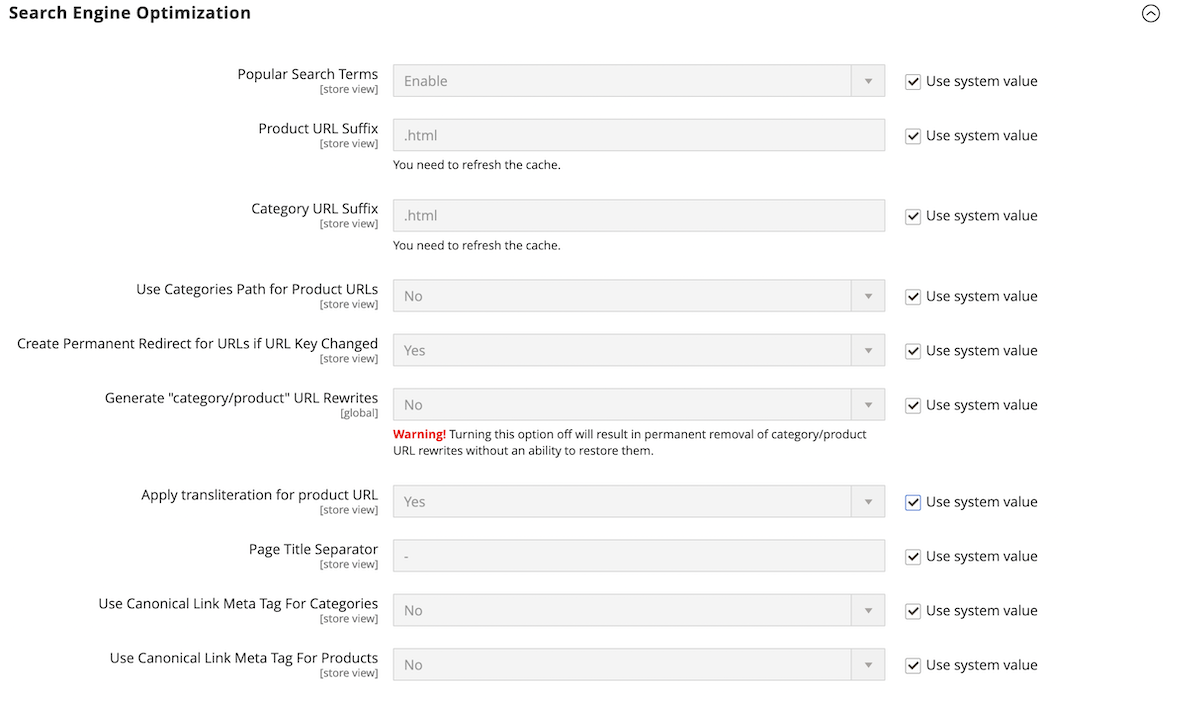 Search Engine Optimization
Popular Search Terms
[store view]
Enable
Use system value
Product URL Suffix
[store view]
.html
Use system value
You need to refresh the cache.
Category URL Suffix
[store view]
.html
Use system value
You need to refresh the cache.
Use Categories Path for Product URLs
[store view]
No
Use system value
Create Permanent Redirect for URLs if URL Key Changed
[store view]
Yes
Use system value
Generate "category/product" URL Rewrites
[global]
No
Use system value
Warning! Turning this option off will result in permanent removal of category/product
URL rewrites without an ability to restore them.
Apply transliteration for product URL
[store view]
Yes
Use system value
Page Title Separator
[store view]
-
Use system value
Use Canonical Link Meta Tag For Categories
[store view]
No
Use system value
Use Canonical Link Meta Tag For Products
[store view]
No
Use system value